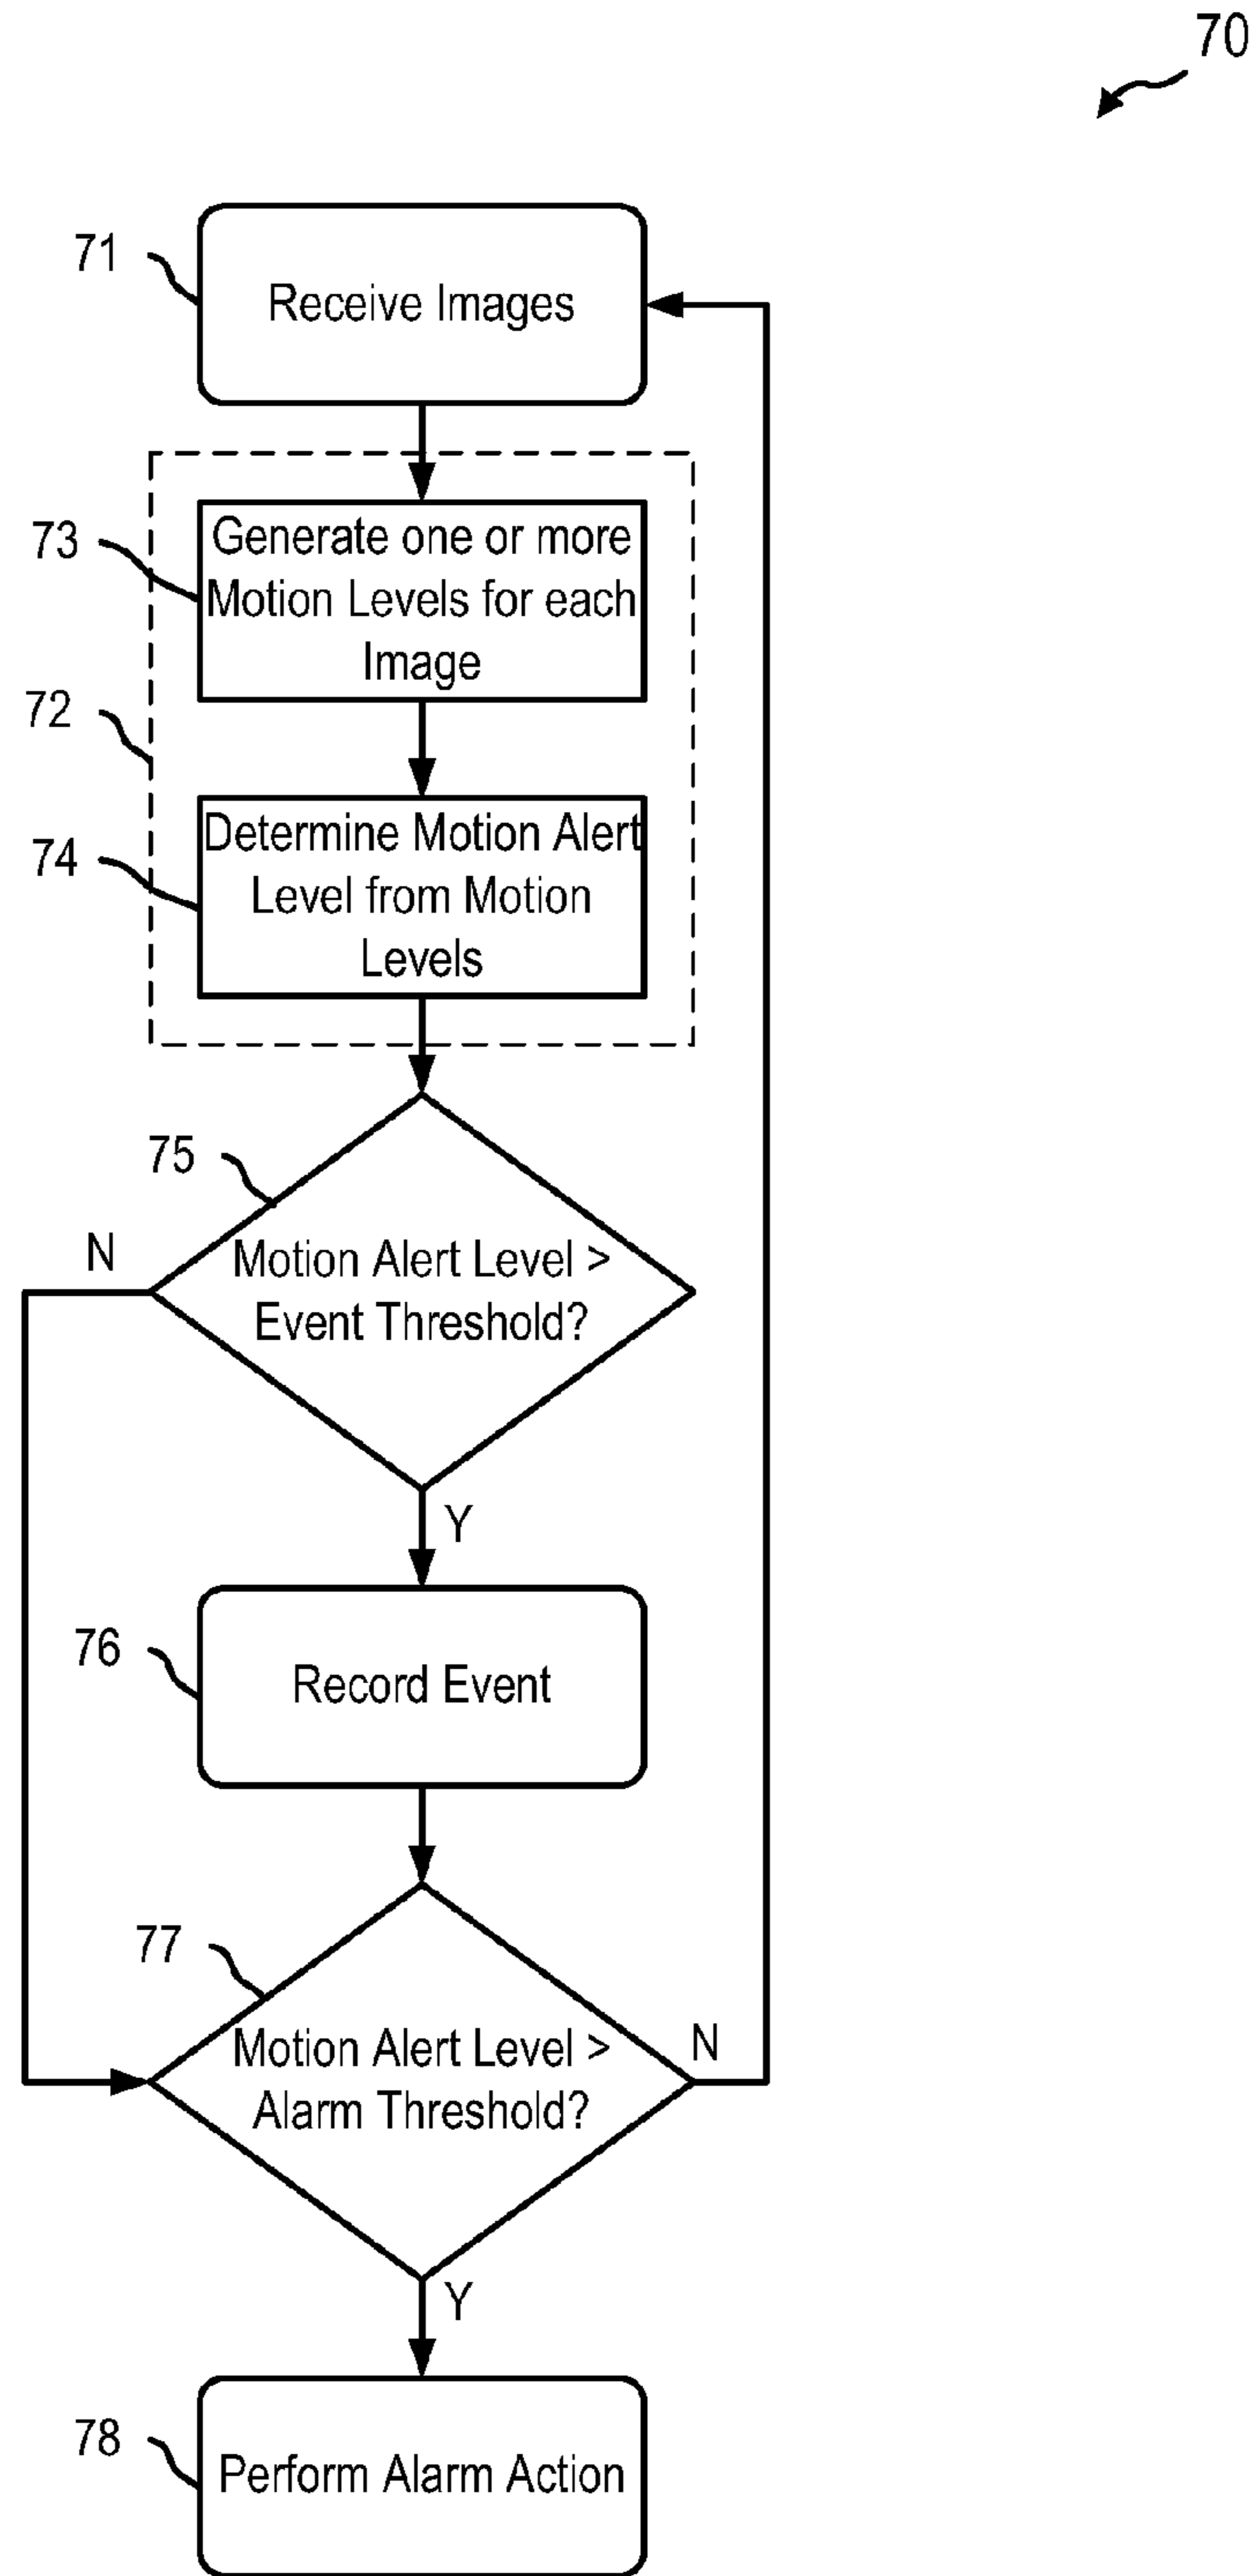 70
71
Receive Images
73
Generate one or more
Motion Levels for each
Image
72
74
Determine Motion Alert
Level from Motion
Levels
75
N
Motion Alert Level >
Event Threshold?
Y
76
Record Event
77
Motion Alert Level >
Alarm Threshold?
N
Y
78
Perform Alarm Action